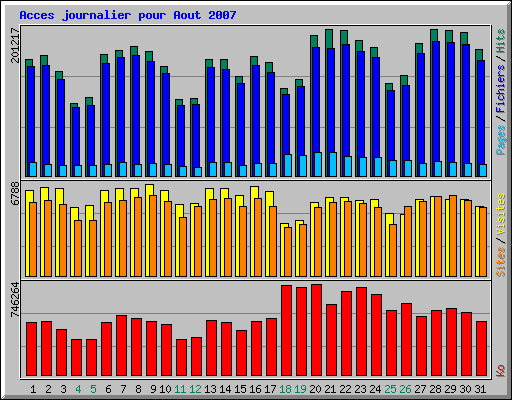 Acces journalier pour Aout 2007
201217
Pages / Fichiers / Hits
6788
Sites / Visites
746264
Ko
1 2 3 4 5 6 7 8 9 10 11 12 13 14 15 16 17 18 19 20 21 22 23 24 25 26 27 28 29 30 31